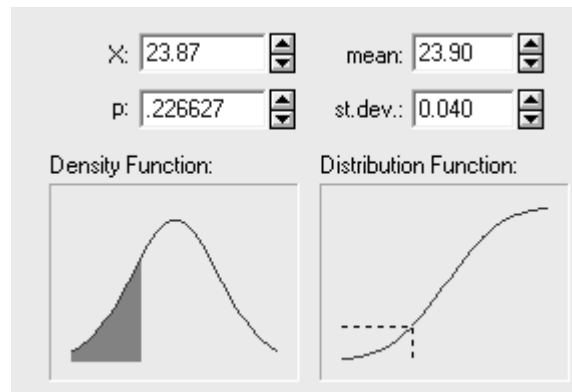 X: 23.87 mean: 23.90
p: .226627 st.dev.: 0.040
Density Function: Distribution Function: